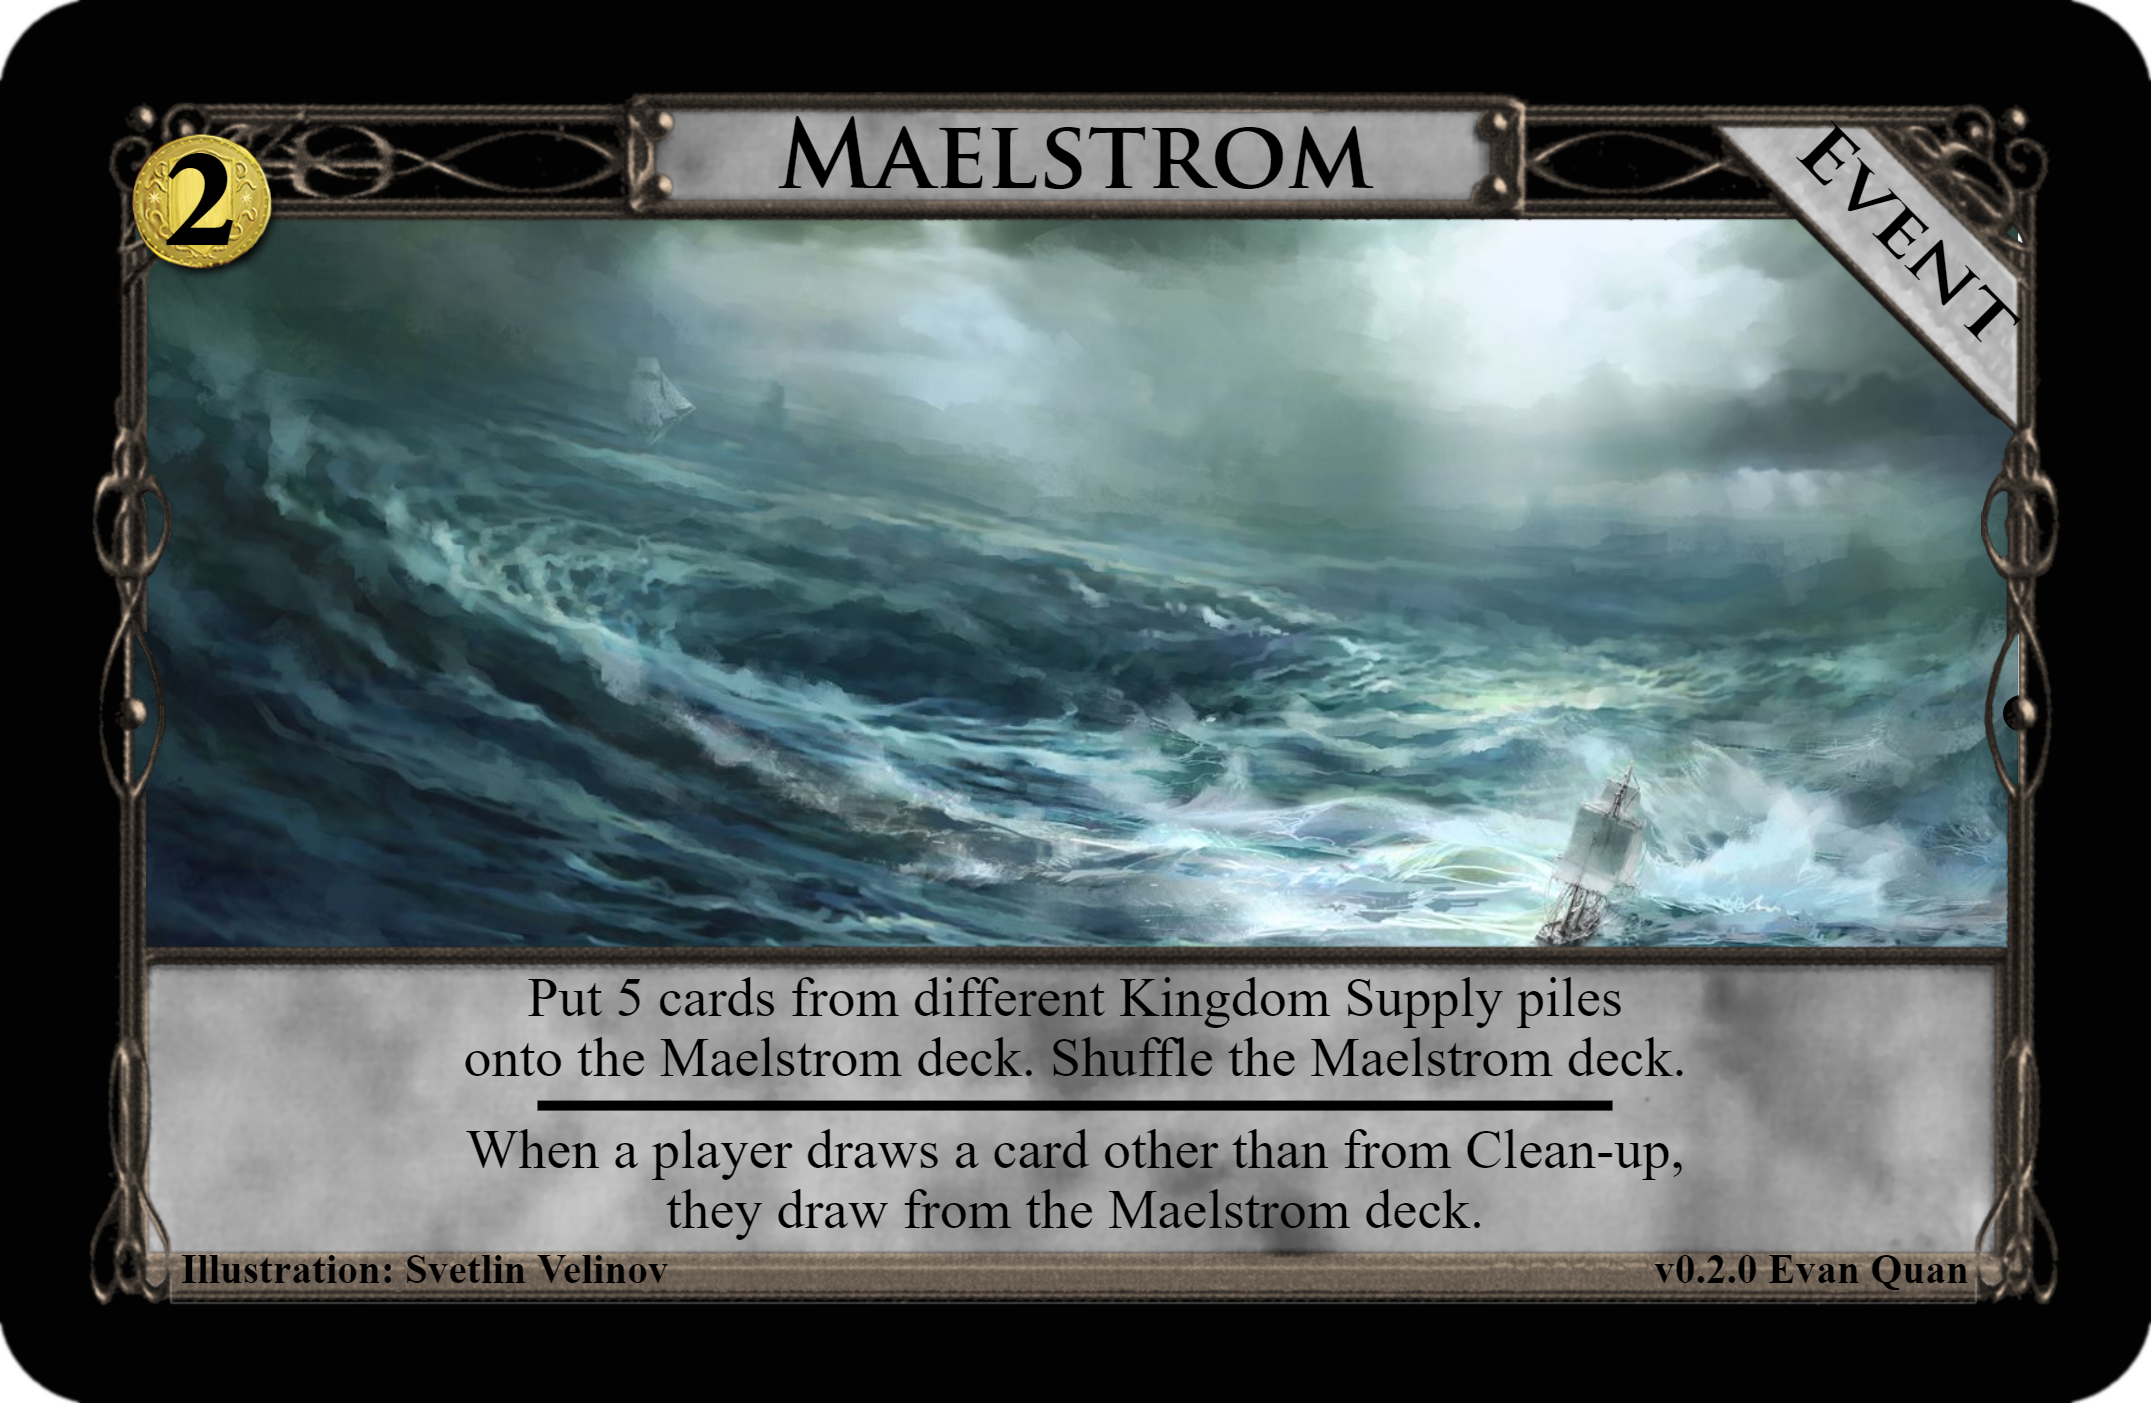 2
MAELSTROM
EVENT
Put 5 cards from different Kingdom Supply piles
onto the Maelstrom deck. Shuffle the Maelstrom deck.
When a player draws a card other than from Clean-up,
they draw from the Maelstrom deck.
Illustration: Svetlin Velinov
v0.2.0 Evan Quan